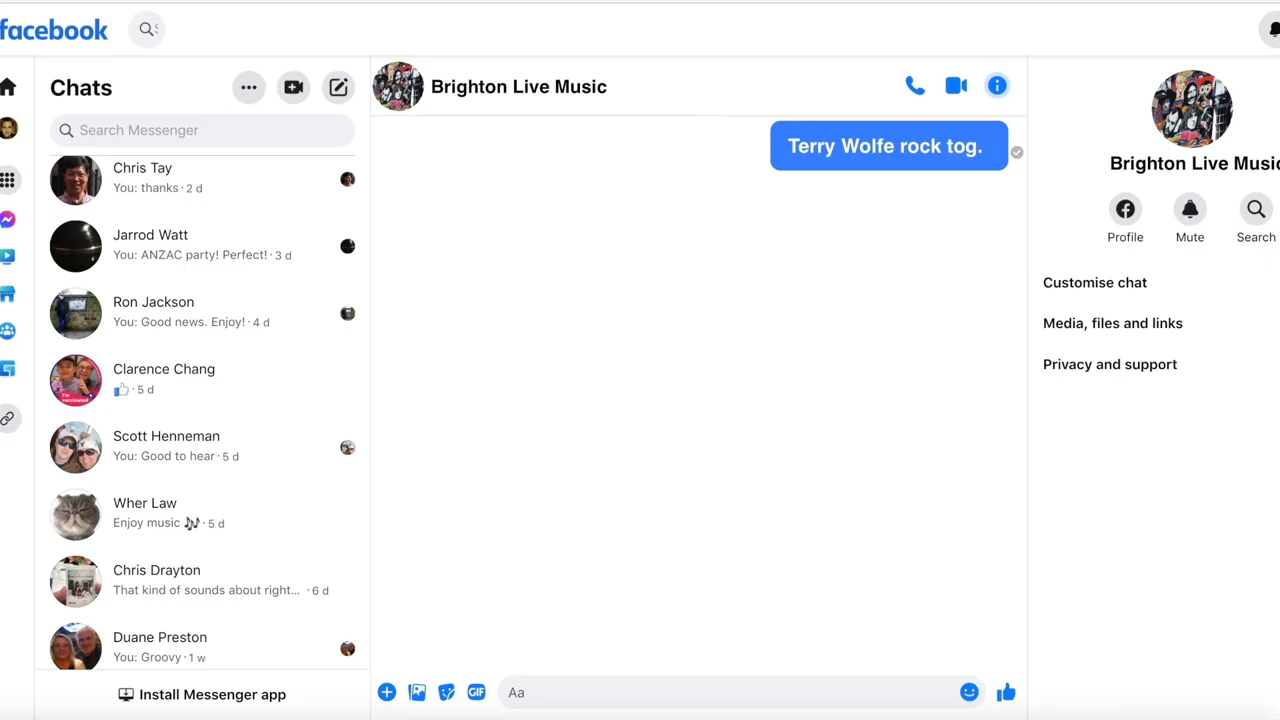 facebook
Chats
Search Messenger
Chris Tay
You: thanks · 2 d
Jarrod Watt
You: ANZAC party! Perfect! · 3 d
Ron Jackson
You: Good news. Enjoy! · 4 d
Clarence Chang
👍 · 5 d
Scott Henneman
You: Good to hear · 5 d
Wher Law
Enjoy music 🎶 · 5 d
Chris Drayton
That kind of sounds about right... · 6 d
Duane Preston
You: Groovy · 1 w
Install Messenger app
Brighton Live Music
Terry Wolfe rock tog.
GIF
Aa
Brighton Live Music
Profile
Mute
Search
Customise chat
Media, files and links
Privacy and support